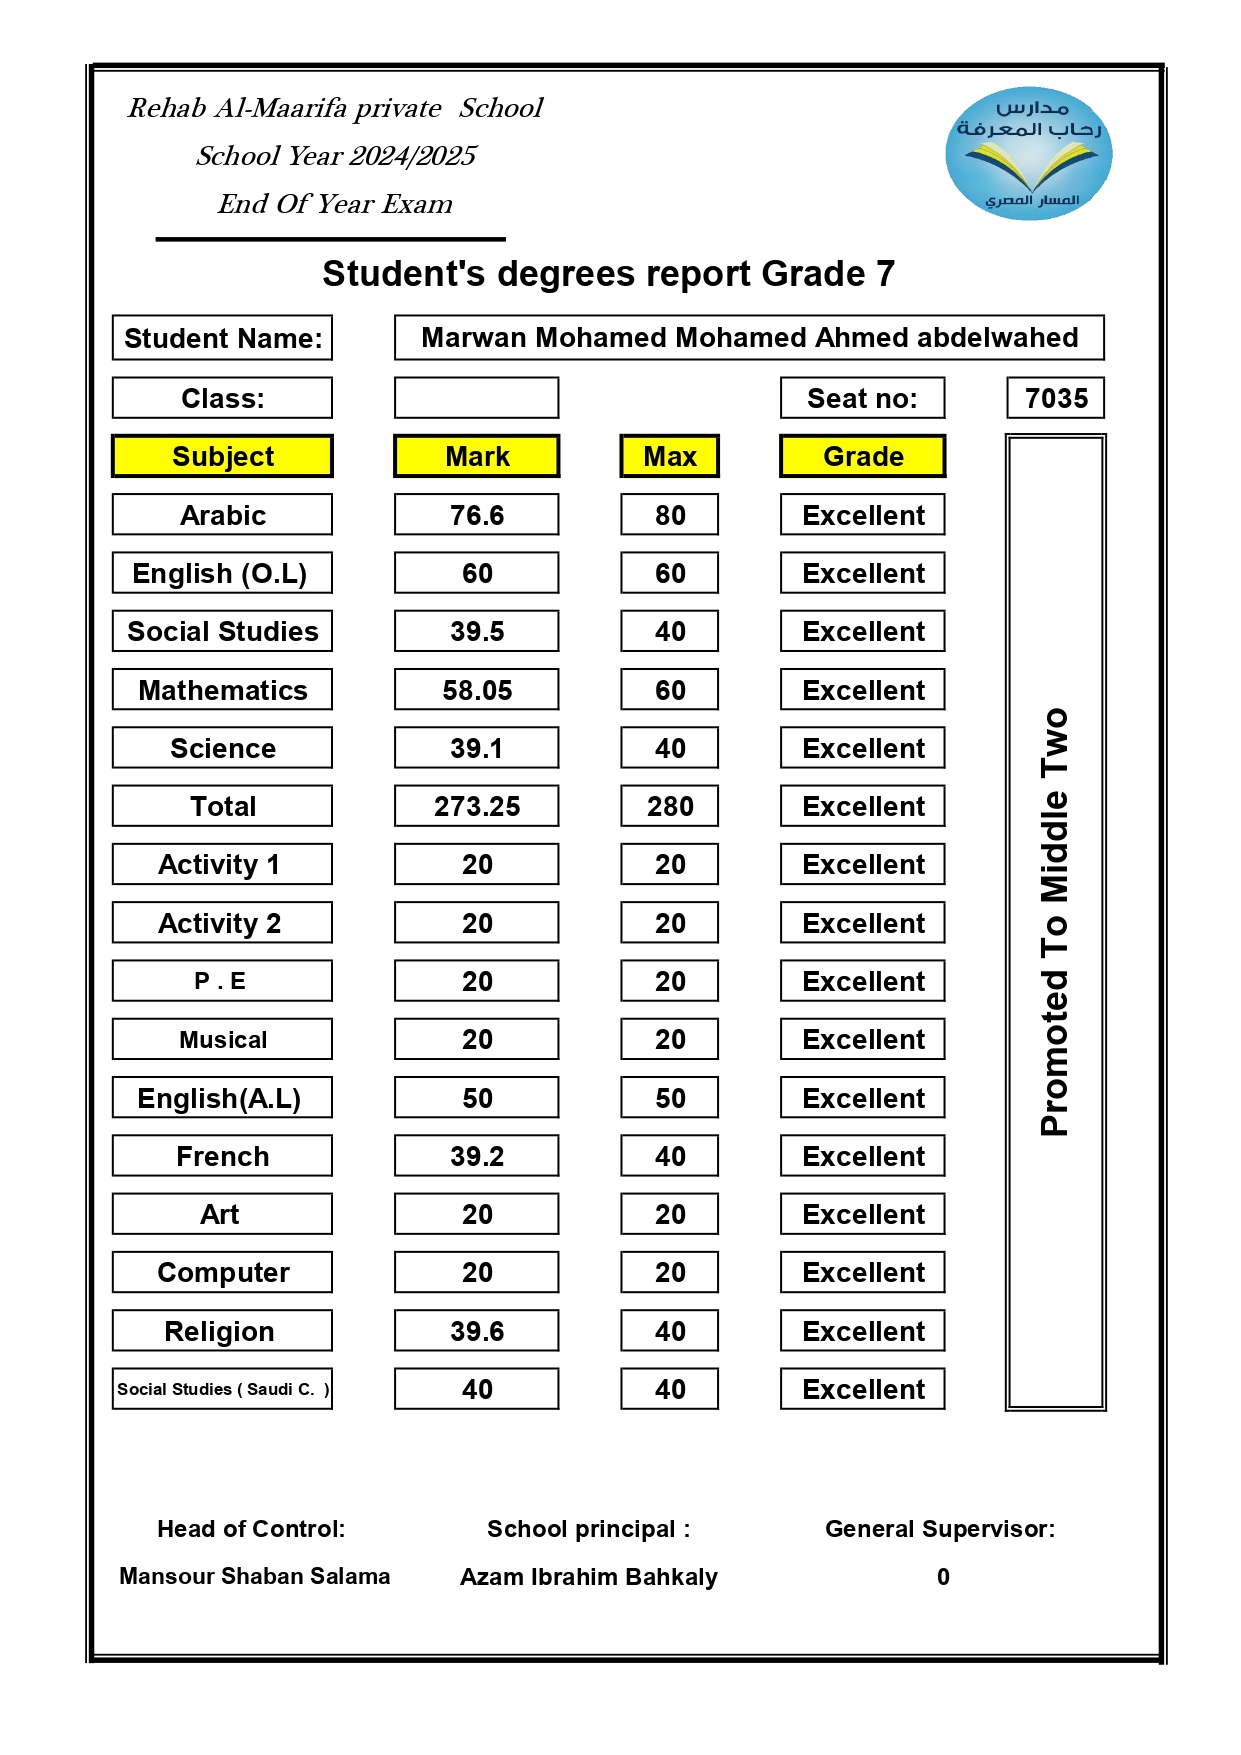 Rehab Al-Maarifa private School
School Year 2024/2025
End Of Year Exam
مدارس
رحاب المعرفة
المسار المصري
Student's degrees report Grade 7
Student Name: Marwan Mohamed Mohamed Ahmed abdelwahed
Class: Seat no: 7035
Subject Mark Max Grade
Arabic 76.6 80 Excellent
English (O.L) 60 60 Excellent
Social Studies 39.5 40 Excellent
Mathematics 58.05 60 Excellent
Science 39.1 40 Excellent
Total 273.25 280 Excellent
Activity 1 20 20 Excellent
Activity 2 20 20 Excellent
P . E 20 20 Excellent
Musical 20 20 Excellent
English(A.L) 50 50 Excellent
French 39.2 40 Excellent
Art 20 20 Excellent
Computer 20 20 Excellent
Religion 39.6 40 Excellent
Social Studies ( Saudi C. ) 40 40 Excellent
Promoted To Middle Two
Head of Control: School principal : General Supervisor:
Mansour Shaban Salama Azam Ibrahim Bahkaly 0